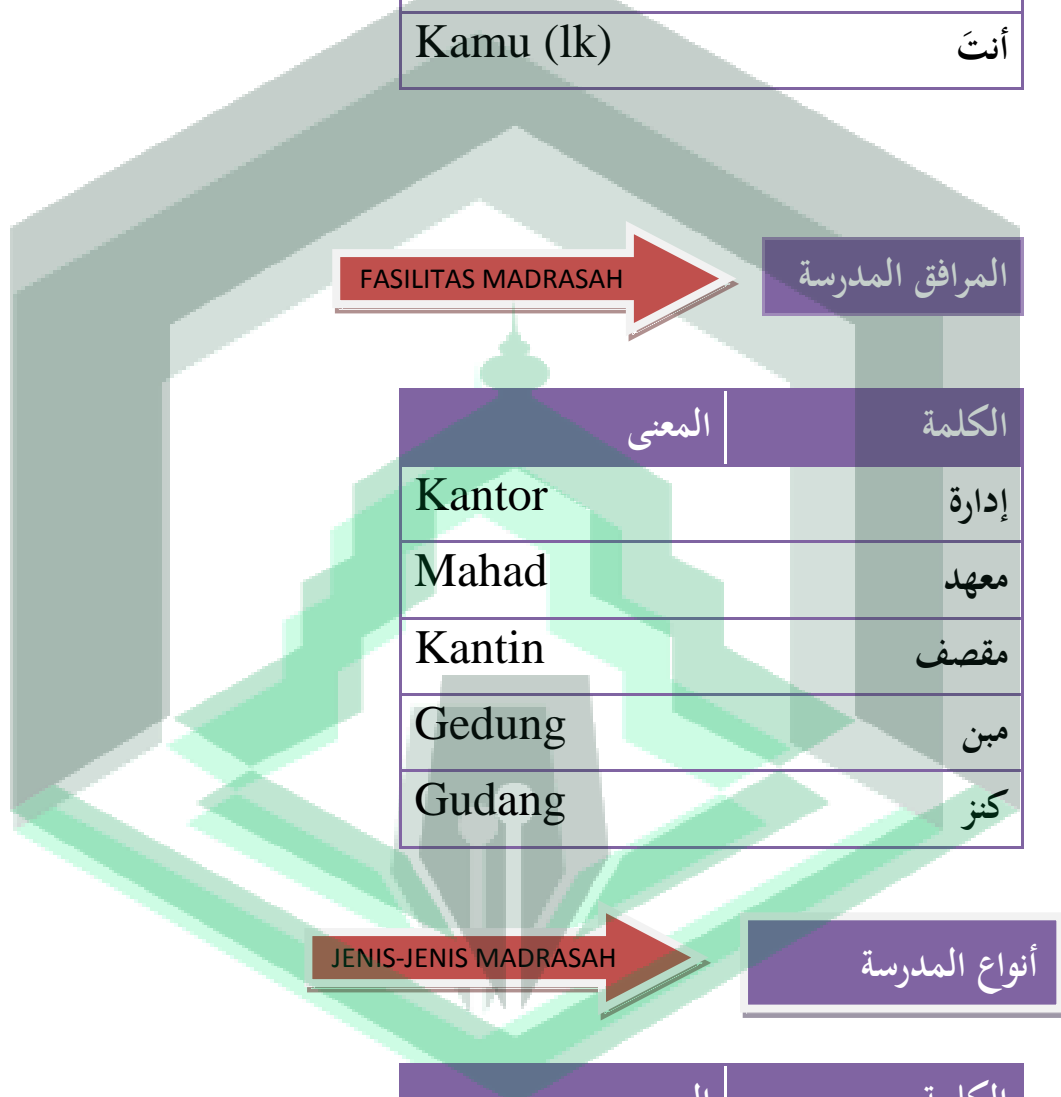 Kamu (lk) أنتَ
FASILITAS MADRASAH المرافق المدرسة
المعنى الكلمة
Kantor إدارة
Mahad معهد
Kantin مقصف
Gedung مبن
Gudang كنز
JENIS-JENIS MADRASAH أنواع المدرسة